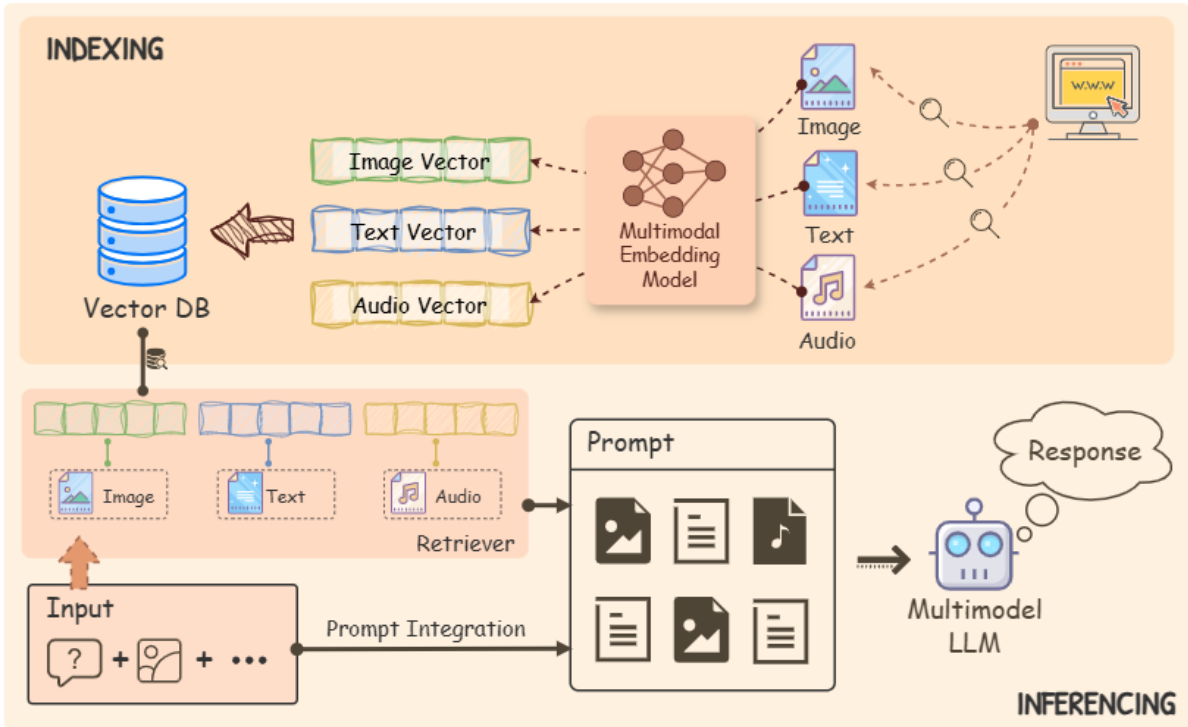 INDEXING
W.W.W
Image
Image Vector
Text Vector
Audio Vector
Multimodal
Embedding
Model
Text
Audio
Vector DB
Image
Text
Audio
Retriever
Input
?
+
+
...
Prompt Integration
Prompt
Response
Multimodel
LLM
INFERENCING